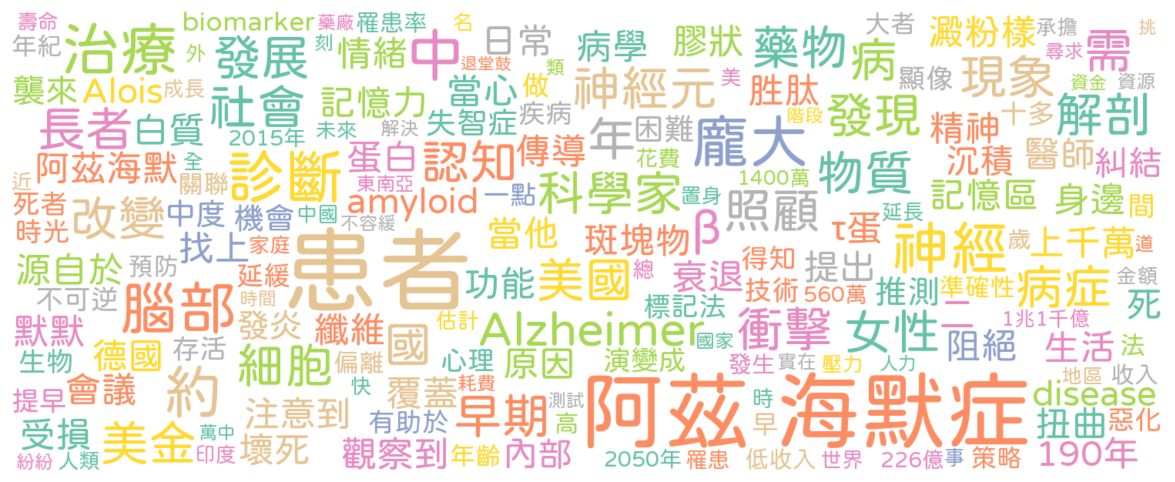 壽命 biomarker 藥廠 罹患率 刻 名 日常 大者 承擔 挑
年紀 治療 外 發展 情緒 中 退堂鼓 類 病學 膠狀 藥物 病 澱粉樣 尋求 需
襲來 Alois 成長 社會 記憶力 當心 做 神經元 美 胜肽 顯像 現象 資金 資源
長者 白質 2015年 未來 解決 失智症 疾病 年 困難 龐大 階段 發現 精神 十多 解剖
阿茲海默 全 診斷 蛋白 認知 傳導 花費 1400萬 物質 沉積 醫師 糾結
近 死者 關聯 東南亞 amyloid 一點 科學家 置身 照顧 延長 記憶區 身邊 間
時光 改變 中度 機會 中國 不容緩 當他 斑塊物 β τ蛋 神經 歲 上千萬 道
源自於 預防 找上 家庭 延緩 患者 功能 美國 總 衰退 得知 提出 推測 準確性 病症 金額
不可逆 腦部 時間 標記法 技術 560萬 二 1兆1千億 死
默默 發炎 纖維 國 估計 Alzheimer 國家 衝擊 女性 阻絕 生活 法
生物 德國 存活 細胞 偏離 心理 原因 演變成 發生 實在 壓力 人力 地區 收入
提早 會議 約 快 覆蓋 耗費 早期 測試 高 阿茲海默症 時 早 disease
受損 美金 萬中 注意到 有助於 扭曲 惡化
紛紛 人類 印度 壞死 觀察到 年齡 內部 2050年 罹患 低收入 世界 226億 事 策略 190年